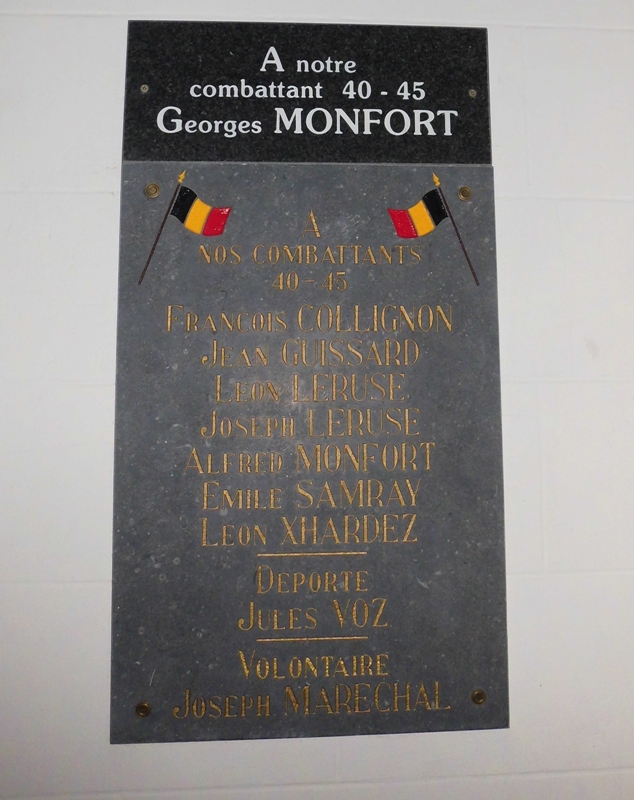 A notre
combattant 40 - 45
Georges MONFORT
A
NOS COMBATTANTS
40-45
FRANCOIS COLLIGNON
JEAN GUISSARD
LEON LERUSE
JOSEPH LERUSE
ALFRED MONFORT
EMILE SAMRAY
LEON XHARDEZ
DEPORTE
JULES VOZ
VOLONTAIRE
JOSEPH MARECHAL